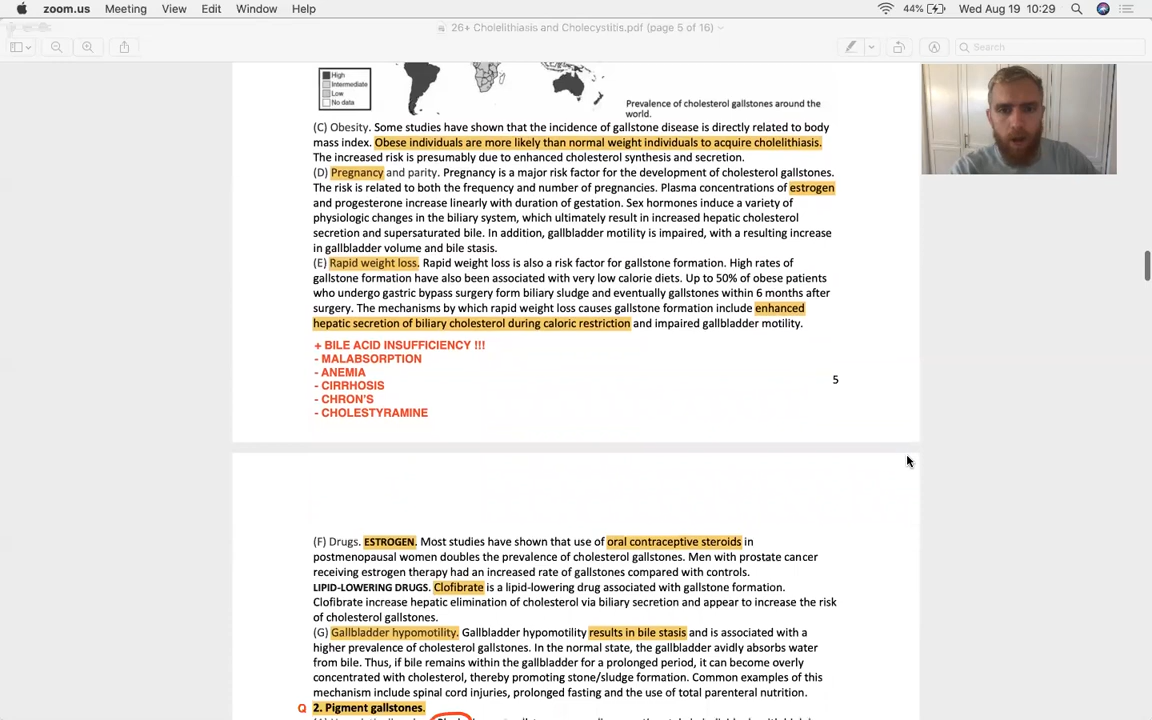 zoom.us Meeting View Edit Window Help 44% Wed Aug 19 10:29
26+ Cholelithiasis and Cholecystitis.pdf (page 5 of 16)
Search
High
Intermediate
Low
No data
Prevalence of cholesterol gallstones around the
world.
(C) Obesity. Some studies have shown that the incidence of gallstone disease is directly related to body
mass index. Obese individuals are more likely than normal weight individuals to acquire cholelithiasis.
The increased risk is presumably due to enhanced cholesterol synthesis and secretion.
(D) Pregnancy and parity. Pregnancy is a major risk factor for the development of cholesterol gallstones.
The risk is related to both the frequency and number of pregnancies. Plasma concentrations of estrogen
and progesterone increase linearly with duration of gestation. Sex hormones induce a variety of
physiologic changes in the biliary system, which ultimately result in increased hepatic cholesterol
secretion and supersaturated bile. In addition, gallbladder motility is impaired, with a resulting increase
in gallbladder volume and bile stasis.
(E) Rapid weight loss. Rapid weight loss is also a risk factor for gallstone formation. High rates of
gallstone formation have also been associated with very low calorie diets. Up to 50% of obese patients
who undergo gastric bypass surgery form biliary sludge and eventually gallstones within 6 months after
surgery. The mechanisms by which rapid weight loss causes gallstone formation include enhanced
hepatic secretion of biliary cholesterol during caloric restriction and impaired gallbladder motility.
+ BILE ACID INSUFFICIENCY !!!
- MALABSORPTION
- ANEMIA
- CIRRHOSIS
- CHRON'S
- CHOLESTYRAMINE
5
(F) Drugs. ESTROGEN. Most studies have shown that use of oral contraceptive steroids in
postmenopausal women doubles the prevalence of cholesterol gallstones. Men with prostate cancer
receiving estrogen therapy had an increased rate of gallstones compared with controls.
LIPID-LOWERING DRUGS. Clofibrate is a lipid-lowering drug associated with gallstone formation.
Clofibrate increase hepatic elimination of cholesterol via biliary secretion and appear to increase the risk
of cholesterol gallstones.
(G) Gallbladder hypomotility. Gallbladder hypomotility results in bile stasis and is associated with a
higher prevalence of cholesterol gallstones. In the normal state, the gallbladder avidly absorbs water
from bile. Thus, if bile remains within the gallbladder for a prolonged period, it can become overly
concentrated with cholesterol, thereby promoting stone/sludge formation. Common examples of this
mechanism include spinal cord injuries, prolonged fasting and the use of total parenteral nutrition.
Q 2. Pigment gallstones.